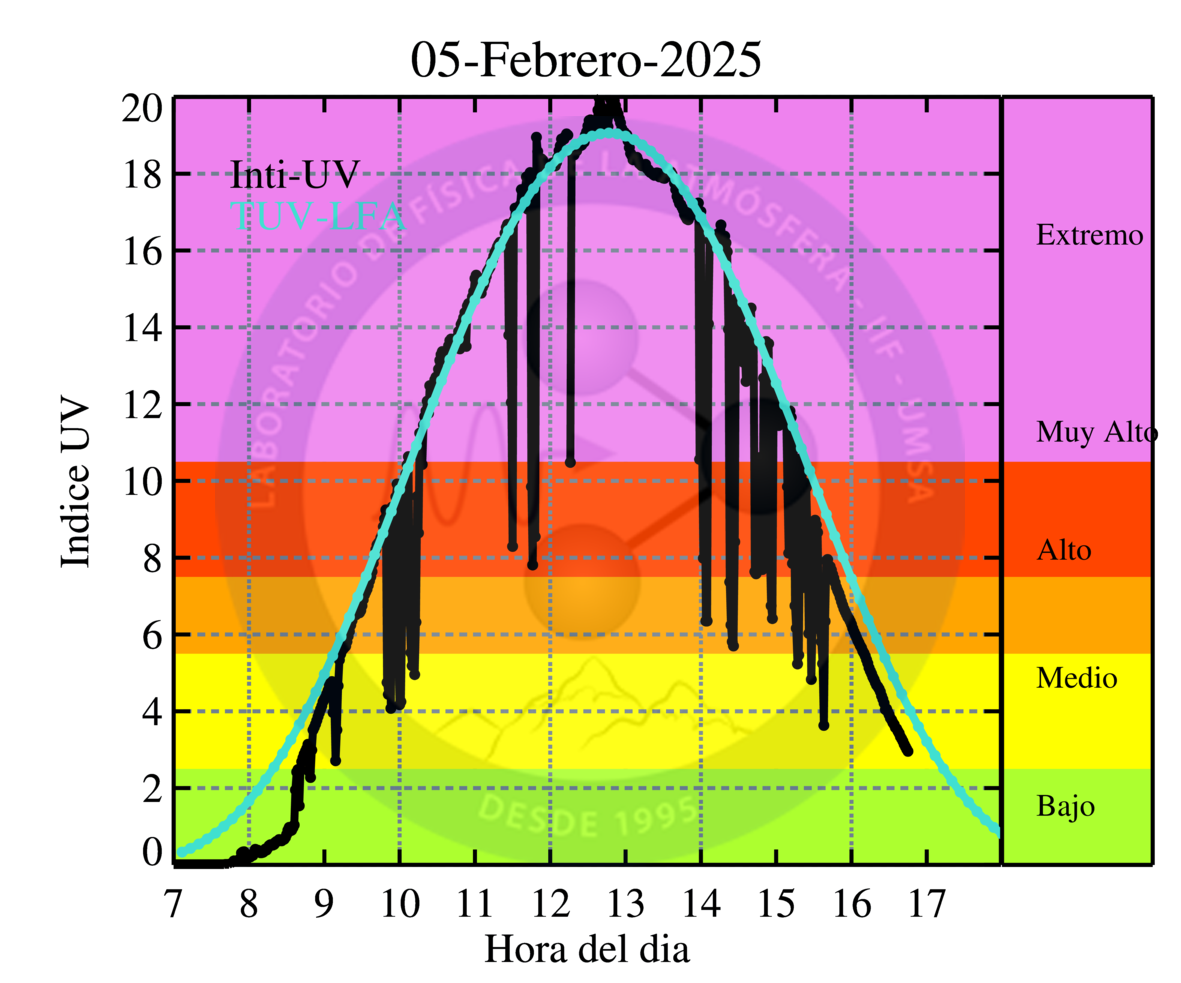 05-Febrero-2025
Inti-UV
TUV-LFA
LABORATORIO DE FÍSICA DE LA ATMÓSFERA - IIF - UMSA
DESDE 1995
Indice UV
20
18
16
14
12
10
8
6
4
2
0
Extremo
Muy Alto
Alto
Medio
Bajo
7 8 9 10 11 12 13 14 15 16 17
Hora del dia